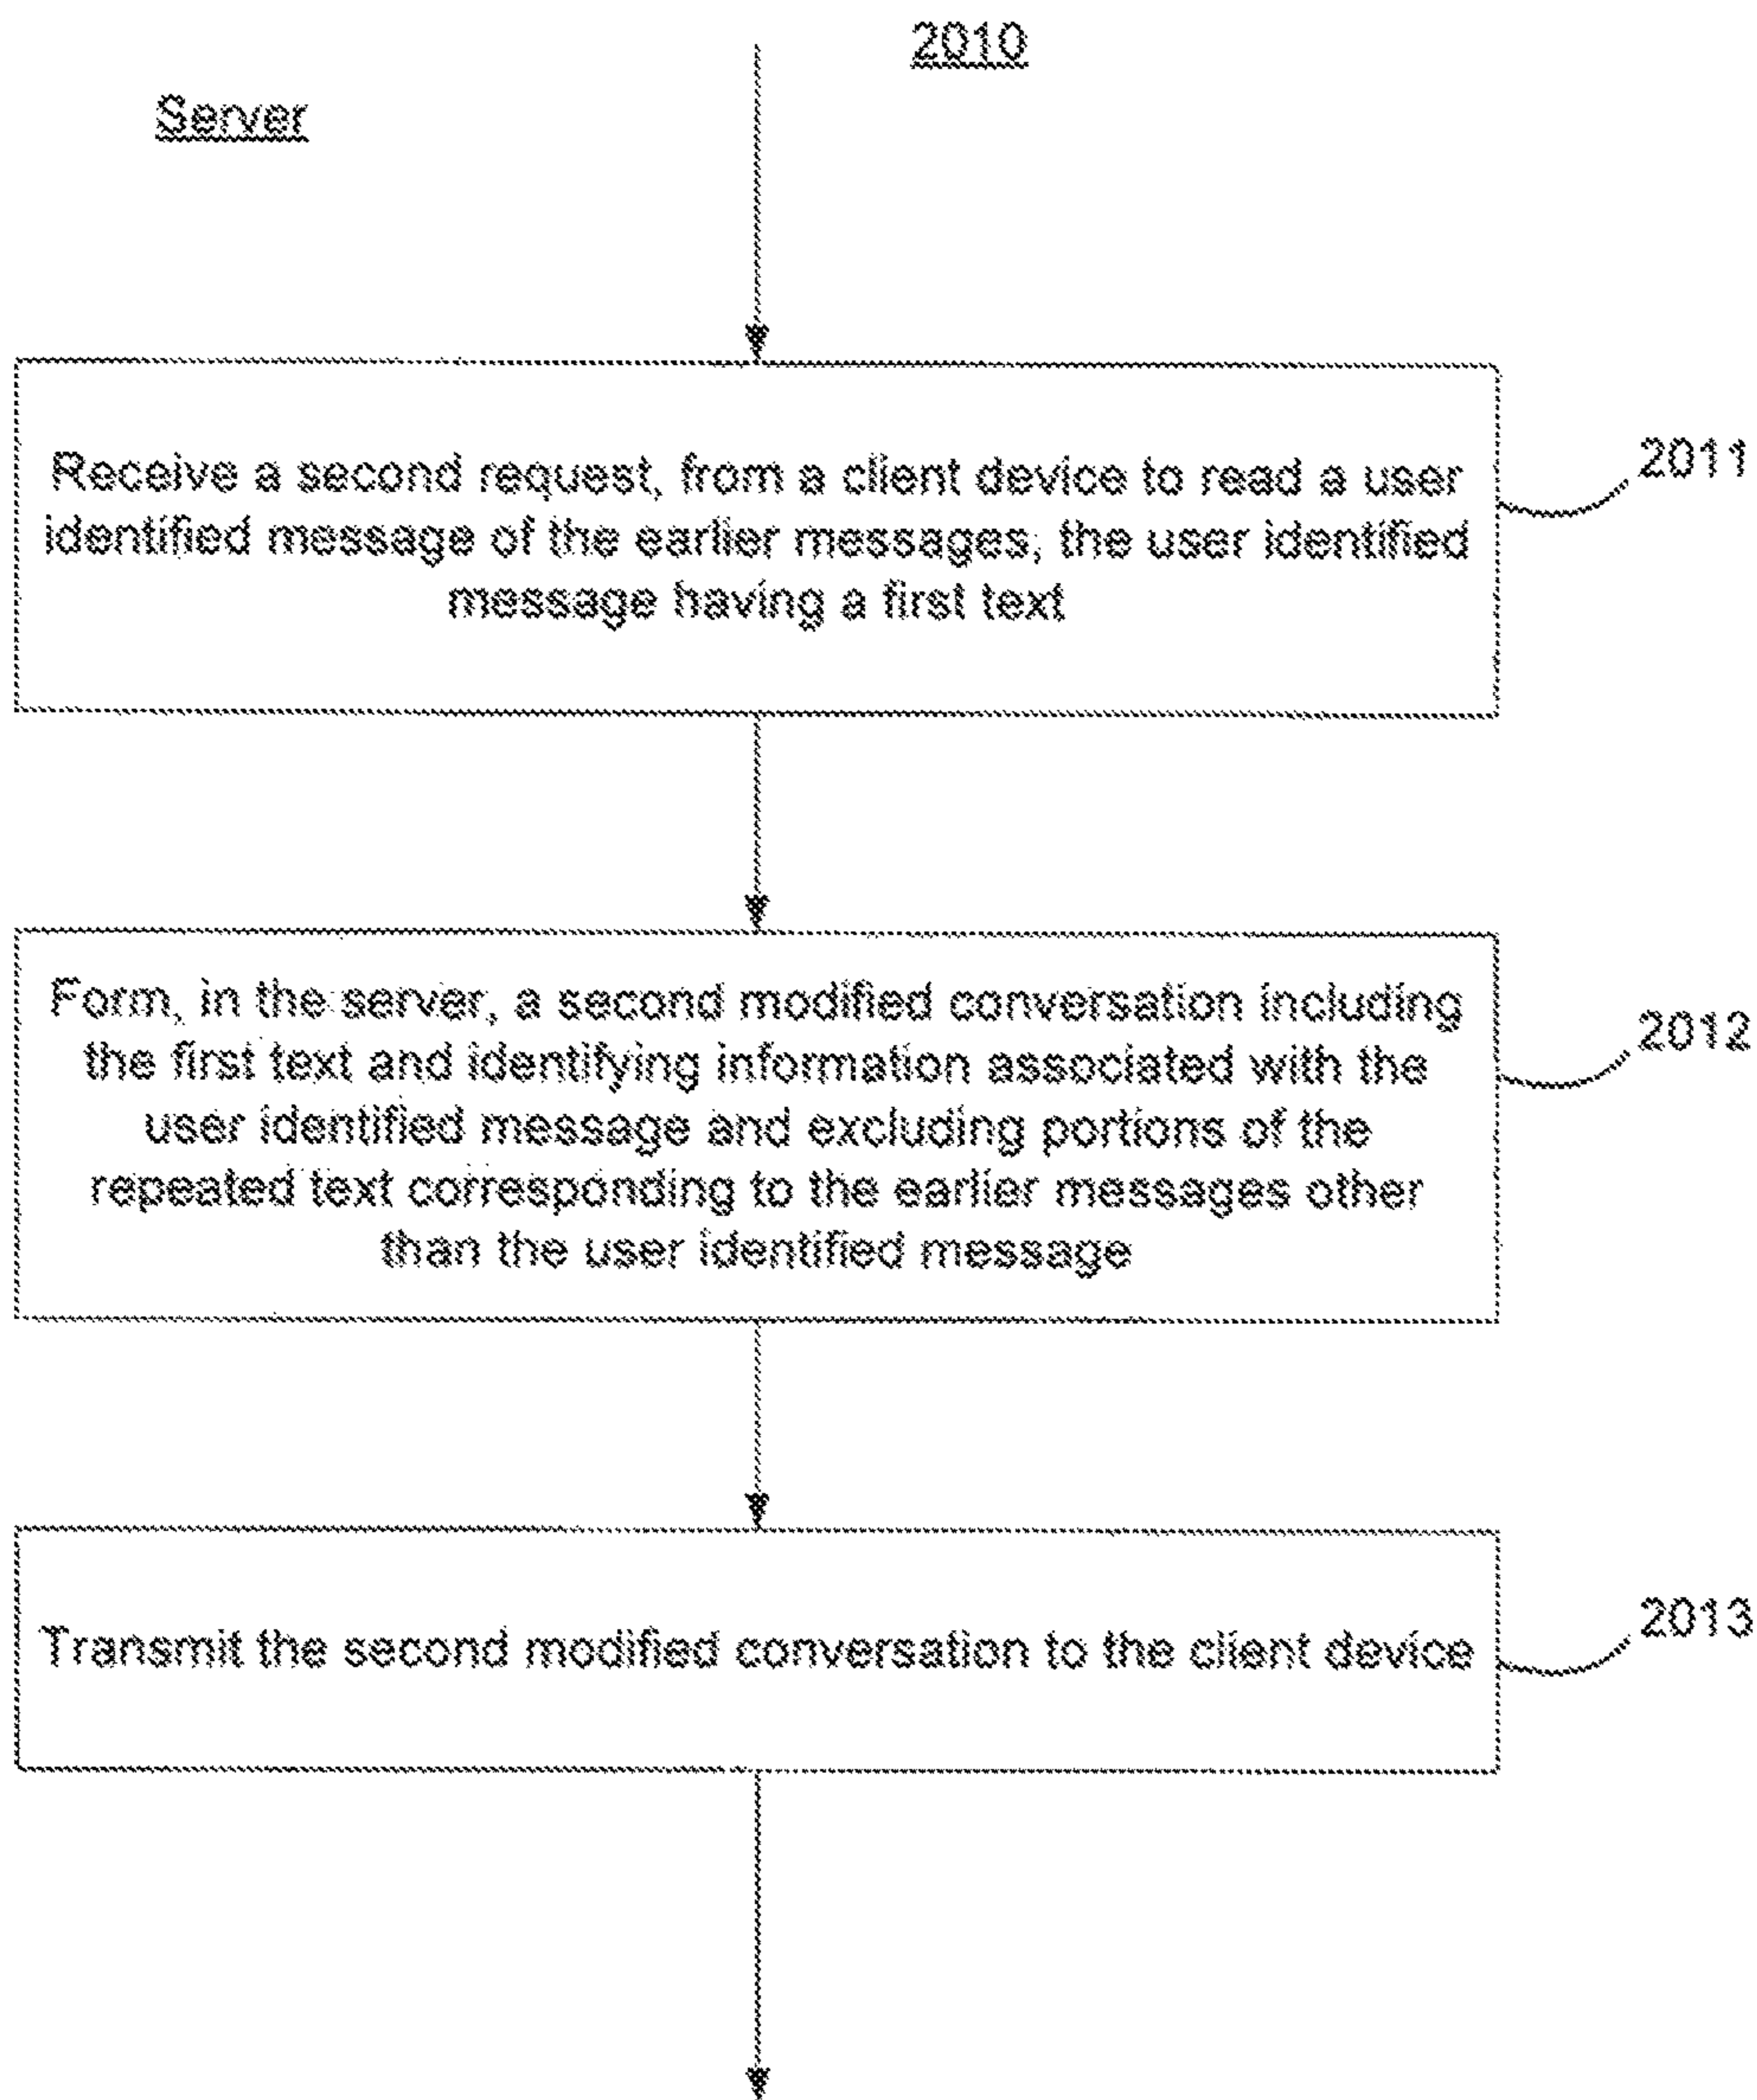 2010
Server
Receive a second request, from a client device to read a user
identified message of the earlier messages, the user identified
message having a first text
2011
Form, in the server, a second modified conversation including
the first text and identifying information associated with the
user identified message and excluding portions of the
repeated text corresponding to the earlier messages other
than the user identified message
2012
Transmit the second modified conversation to the client device
2013